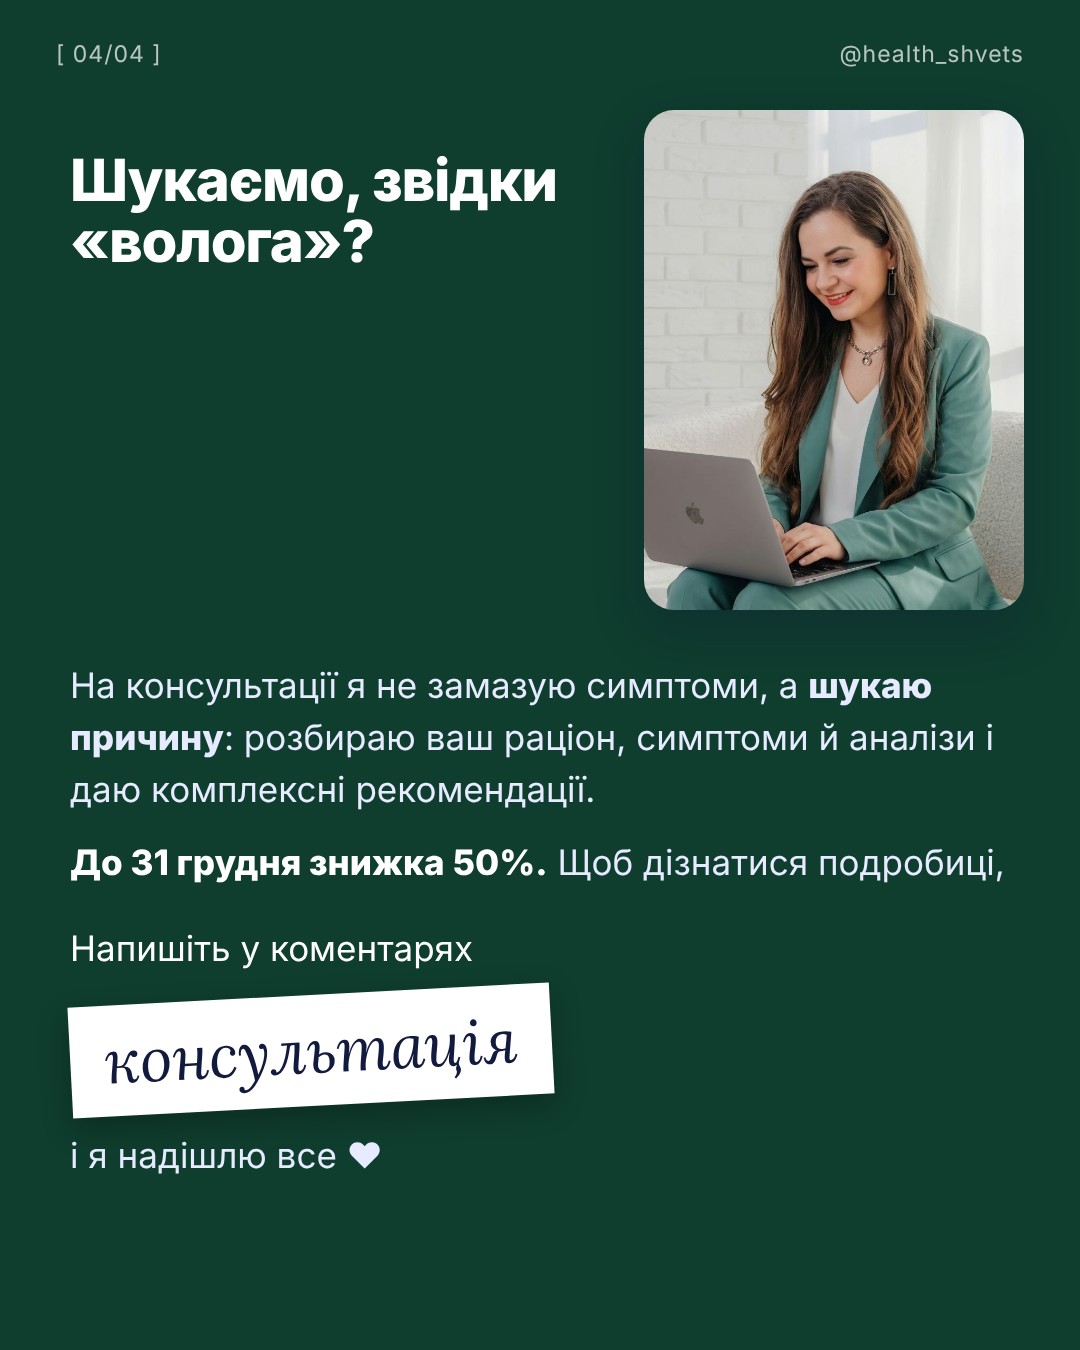 [ 04/04 ]
@health_shvets
Шукаємо, звідки
«волога»?
На консультації я не замазую симптоми, а шукаю
причину: розбираю ваш раціон, симптоми й аналізи і
даю комплексні рекомендації.
До 31 грудня знижка 50%. Щоб дізнатися подробиці,
Напишіть у коментарях
консультація
і я надішлю все ♥